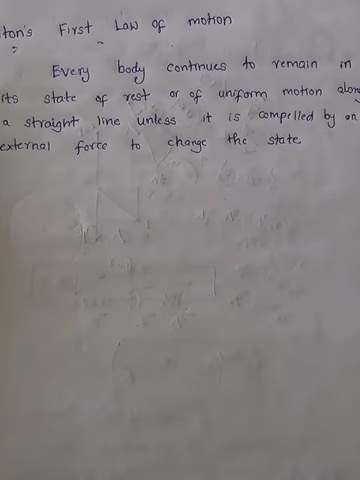 ton's First Law of motion
Every body continues to remain in
its state of rest or of uniform motion along
a straight line unless it is compelled by an
external force to change the state